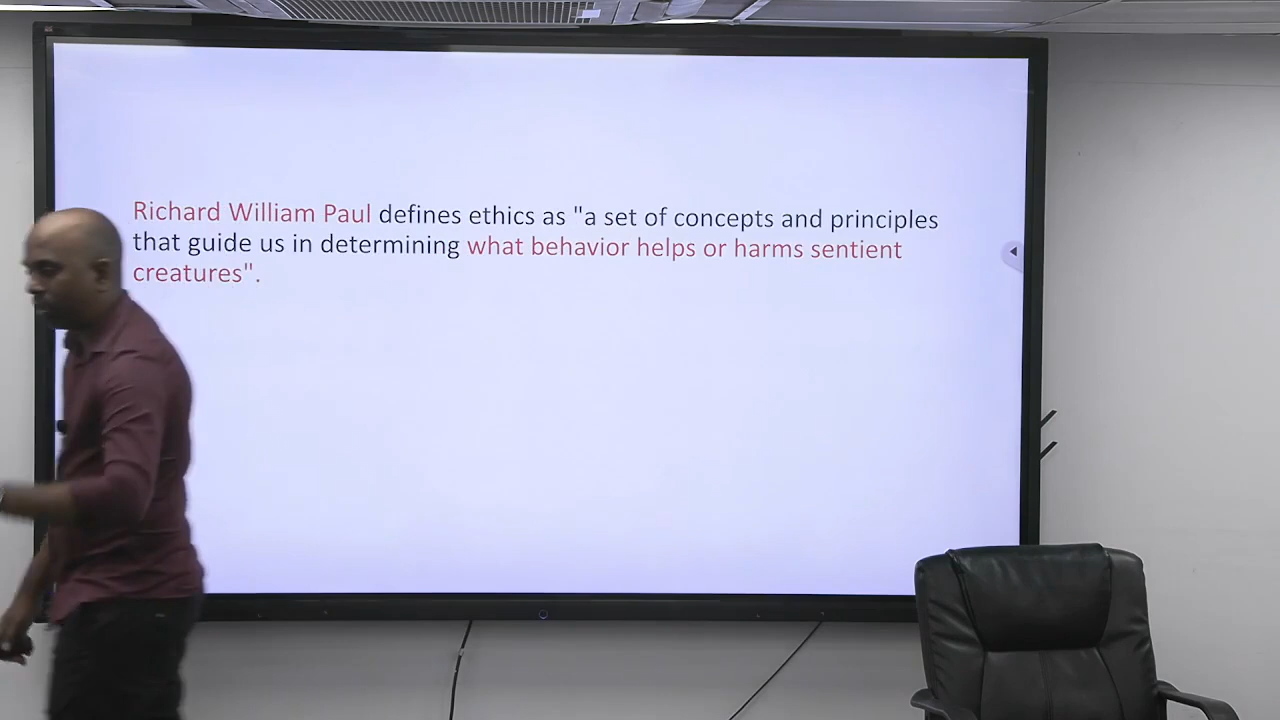 Richard William Paul defines ethics as "a set of concepts and principles
that guide us in determining what behavior helps or harms sentient
creatures".